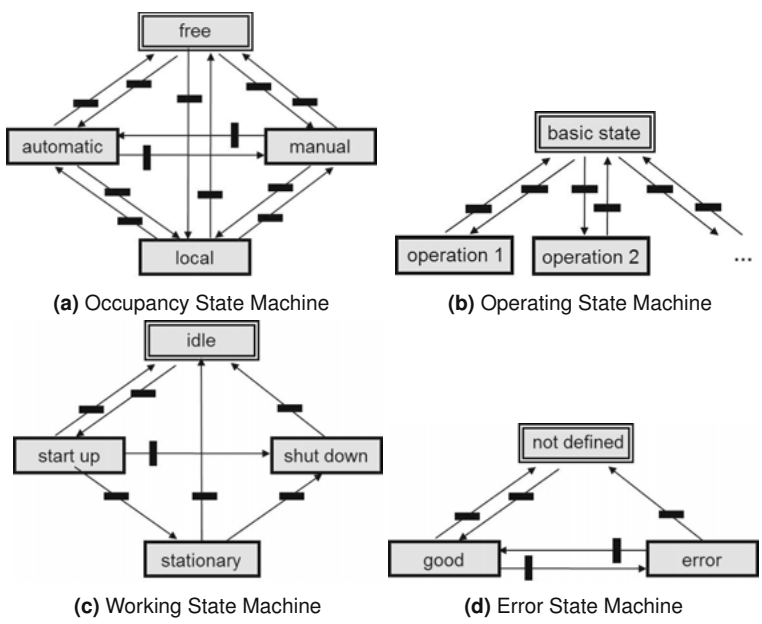 free
automatic
manual
local
(a) Occupancy State Machine
basic state
operation 1
operation 2
...
(b) Operating State Machine
idle
start up
shut down
stationary
(c) Working State Machine
not defined
good
error
(d) Error State Machine